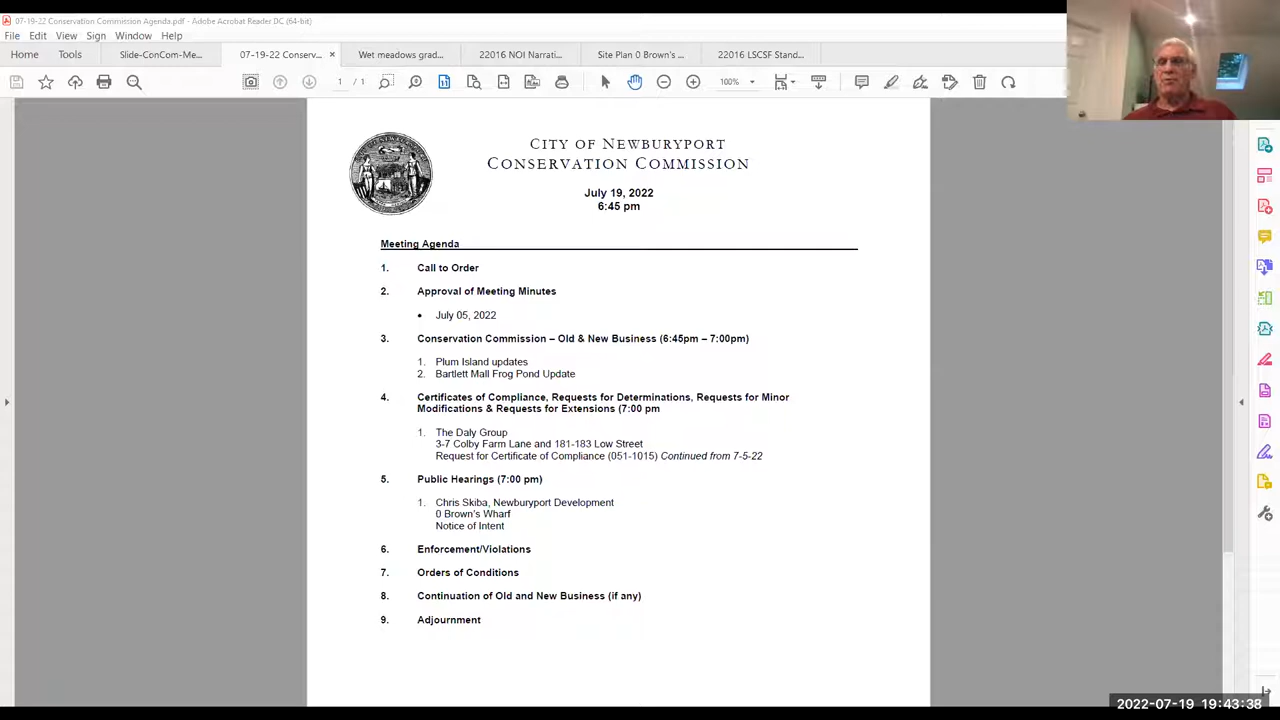 07-19-22 Conservation Commission Agenda.pdf - Adobe Acrobat Reader DC (64-bit)
File Edit View Sign Window Help
Home Tools Slide-ConCom-Me... 07-19-22 Conserv... × Wet meadows grad... 22016 NOI Narrati... Site Plan 0 Brown's ... 22016 LSCSF Stand...
1 / 1 100%
CITY OF NEWBURYPORT
CONSERVATION COMMISSION
July 19, 2022
6:45 pm
Meeting Agenda
1. Call to Order
2. Approval of Meeting Minutes
• July 05, 2022
3. Conservation Commission – Old & New Business (6:45pm – 7:00pm)
1. Plum Island updates
2. Bartlett Mall Frog Pond Update
4. Certificates of Compliance, Requests for Determinations, Requests for Minor
Modifications & Requests for Extensions (7:00 pm
1. The Daly Group
3-7 Colby Farm Lane and 181-183 Low Street
Request for Certificate of Compliance (051-1015) Continued from 7-5-22
5. Public Hearings (7:00 pm)
1. Chris Skiba, Newburyport Development
0 Brown's Wharf
Notice of Intent
6. Enforcement/Violations
7. Orders of Conditions
8. Continuation of Old and New Business (if any)
9. Adjournment
2022-07-19 19:43:38